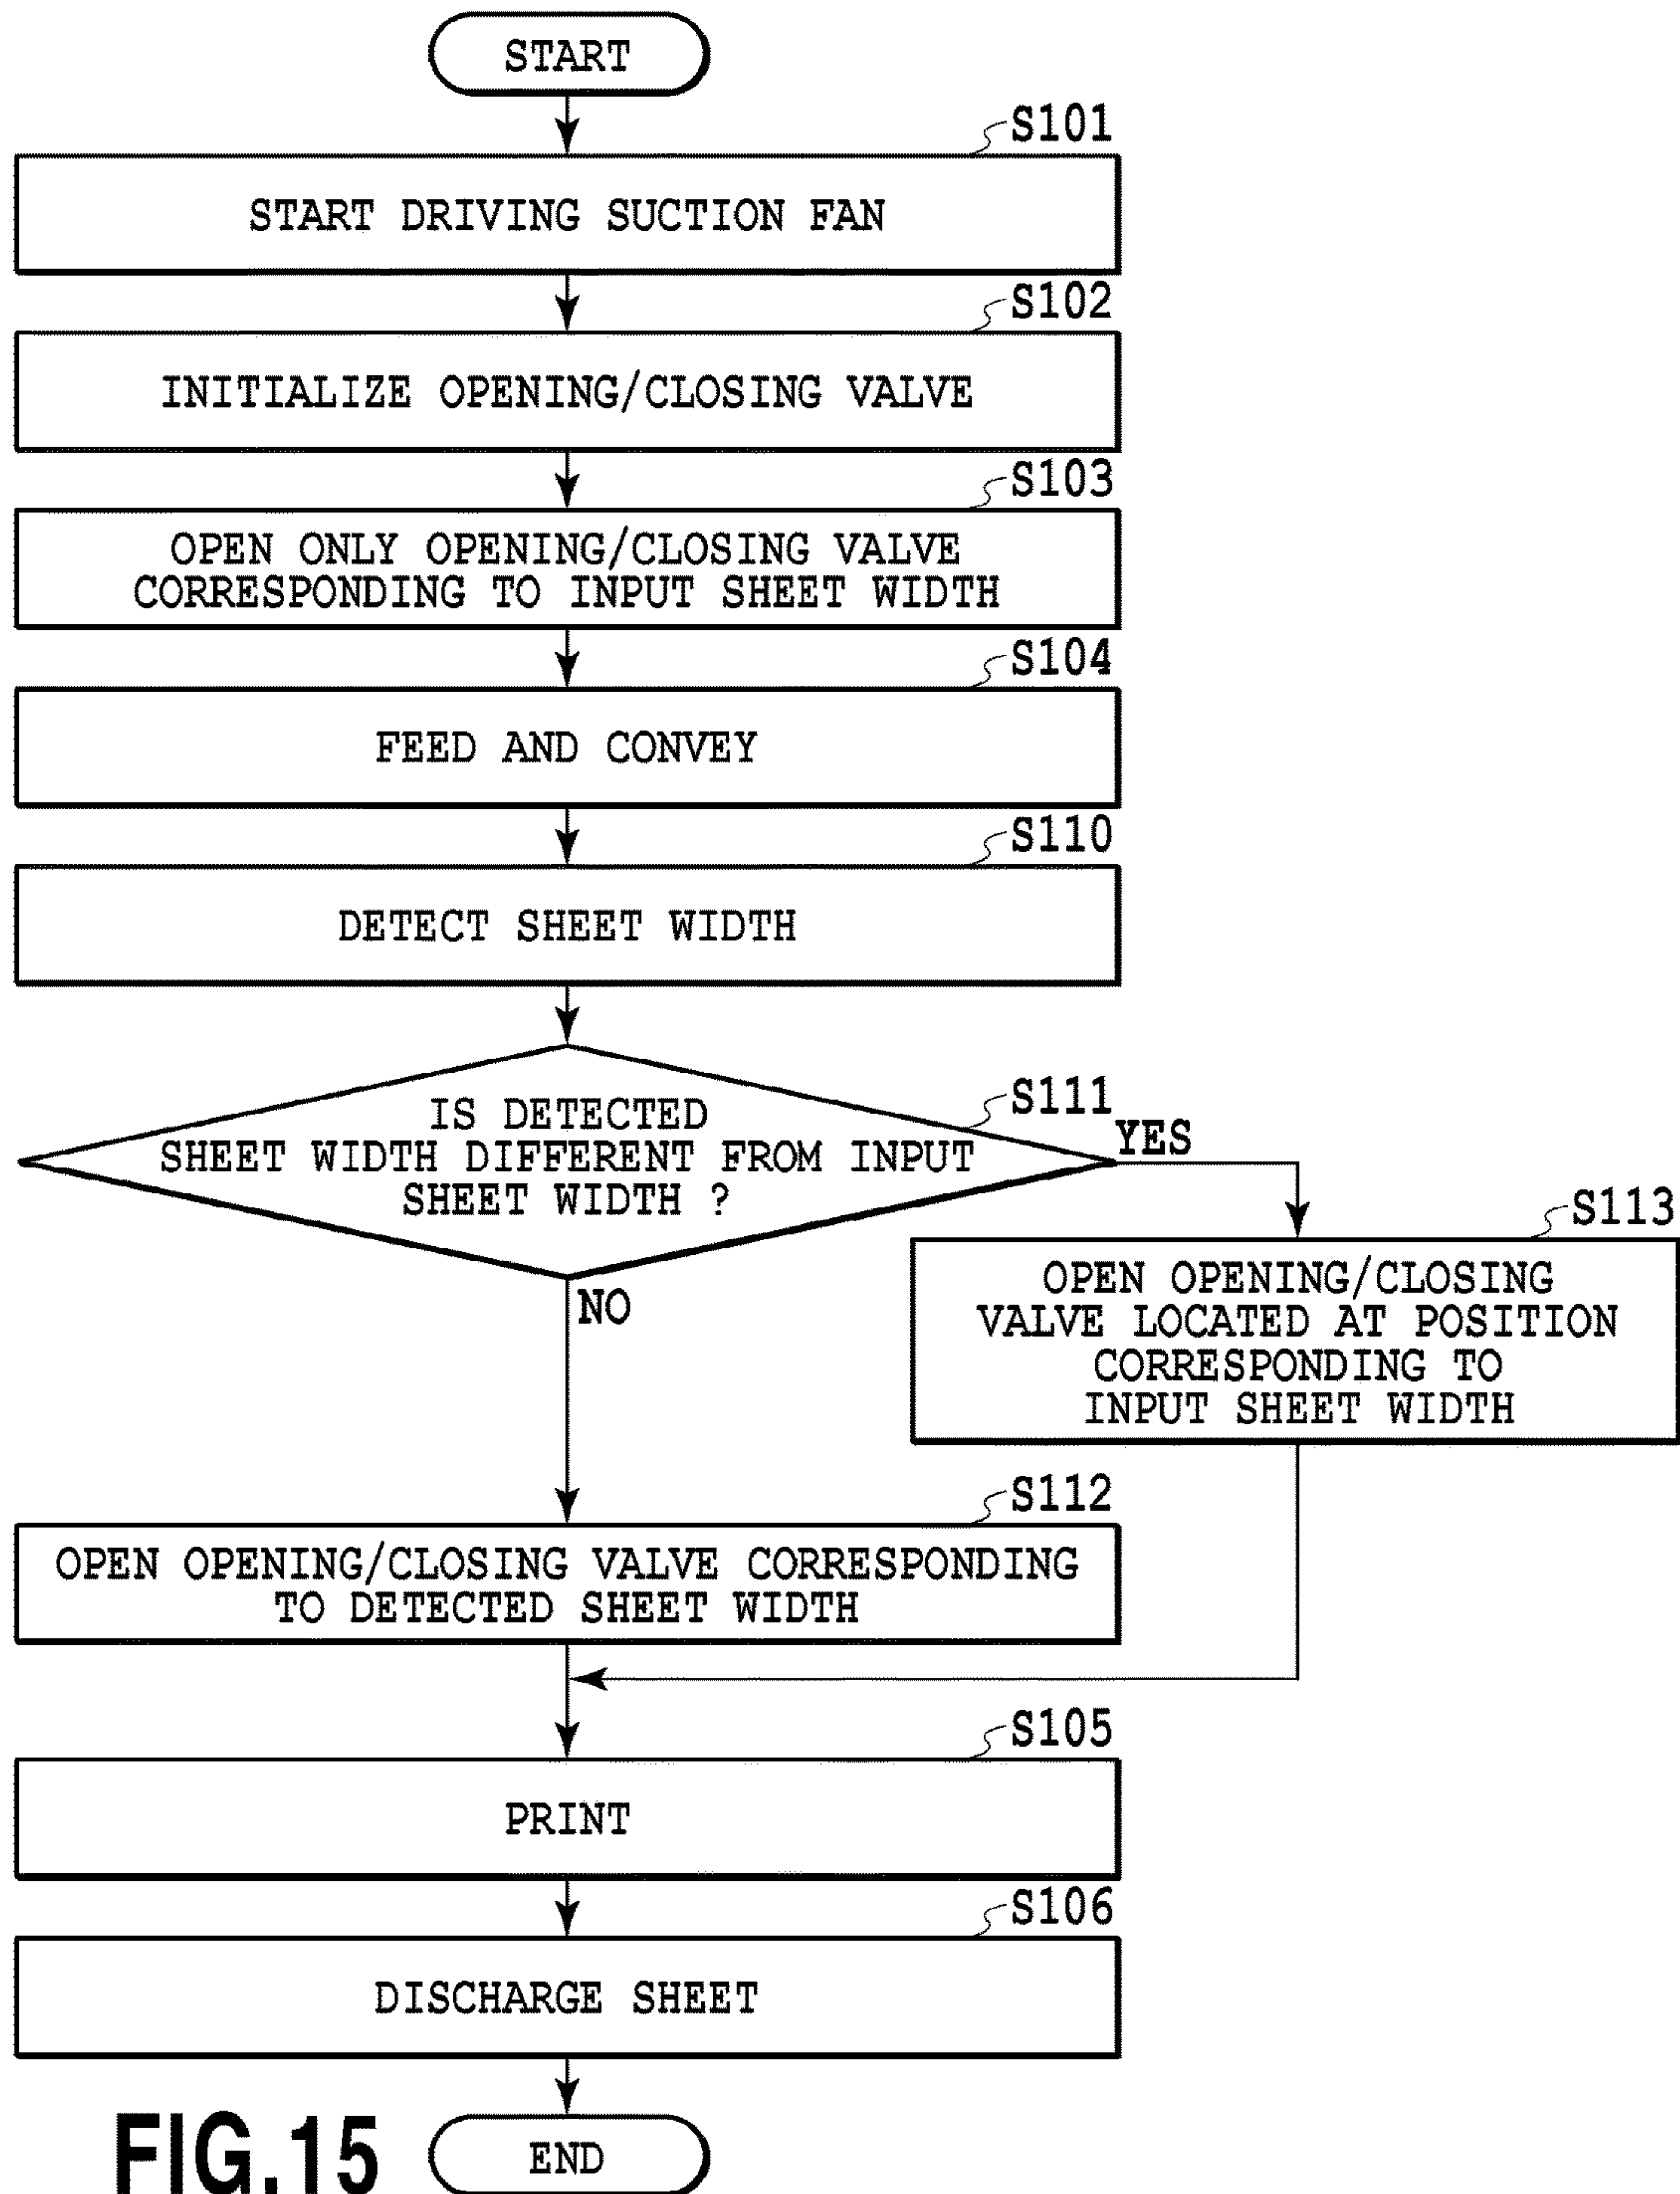 START
S101
START DRIVING SUCTION FAN
S102
INITIALIZE OPENING/CLOSING VALVE
S103
OPEN ONLY OPENING/CLOSING VALVE
CORRESPONDING TO INPUT SHEET WIDTH
S104
FEED AND CONVEY
S110
DETECT SHEET WIDTH
S111
IS DETECTED
SHEET WIDTH DIFFERENT FROM INPUT
SHEET WIDTH ?
YES
NO
S113
OPEN OPENING/CLOSING
VALVE LOCATED AT POSITION
CORRESPONDING TO
INPUT SHEET WIDTH
S112
OPEN OPENING/CLOSING VALVE CORRESPONDING
TO DETECTED SHEET WIDTH
S105
PRINT
S106
DISCHARGE SHEET
END
FIG.15